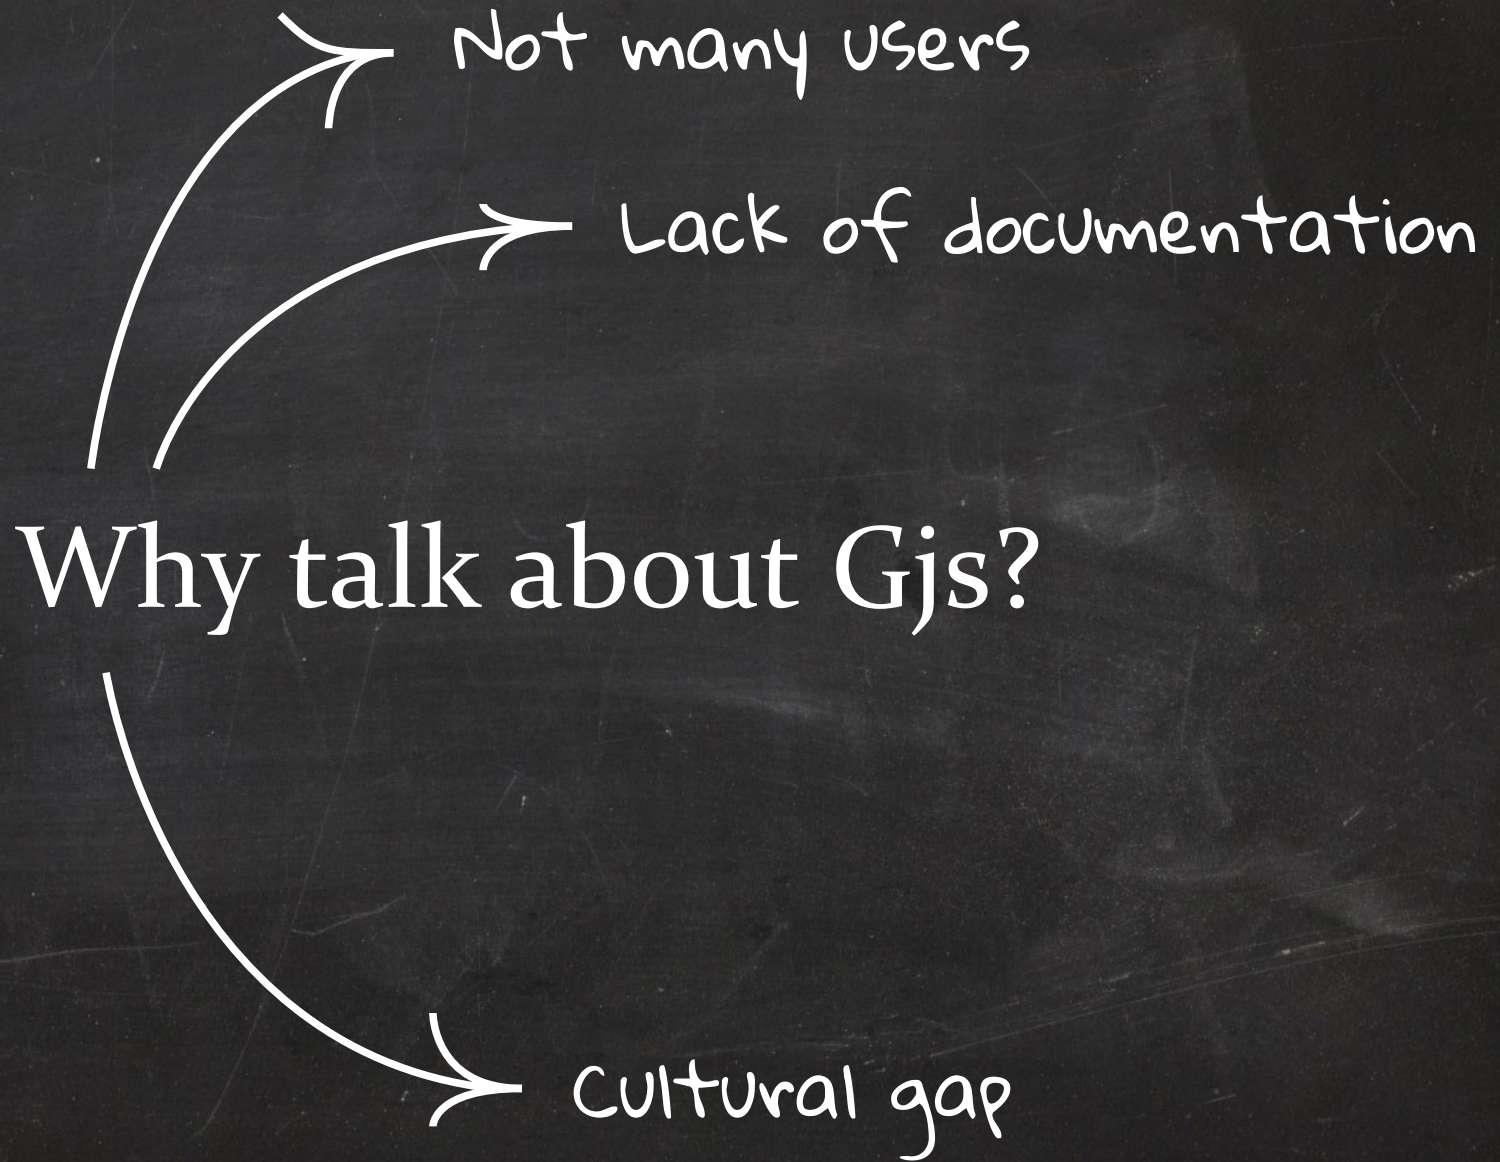 Not many users
Lack of documentation
Why talk about Gjs?
Cultural gap